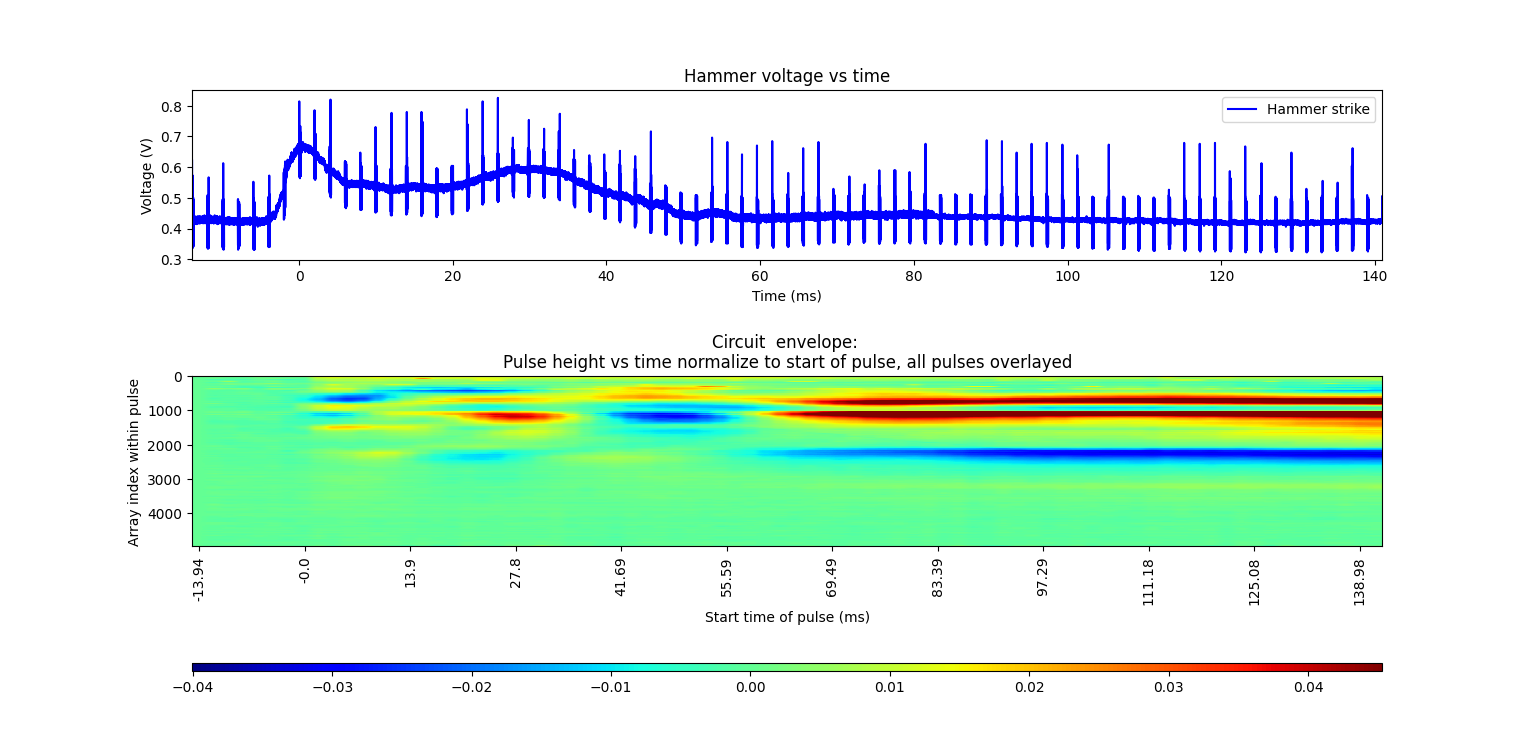 Hammer voltage vs time
0.8
0.7
0.6
0.5
0.4
0.3
Voltage (V)
Hammer strike
0 20 40 60 80 100 120 140
Time (ms)
Circuit  envelope:
Pulse height vs time normalize to start of pulse, all pulses overlayed
0
1000
2000
3000
4000
Array index within pulse
-13.94 -0.0 13.9 27.8 41.69 55.59 69.49 83.39 97.29 111.18 125.08 138.98
Start time of pulse (ms)
−0.04 −0.03 −0.02 −0.01 0.00 0.01 0.02 0.03 0.04